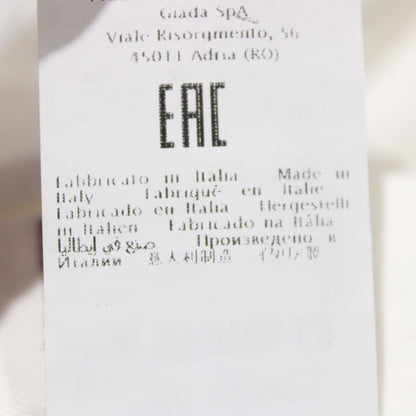 Giada SpA
Viale Risorgimento, 36
45011 Adria (RO)
EAC
Fabbricato in Italia Made in
Italy Fabriqué en Italie
Fabricado en Italia Hergestellt
in Italien Fabricado na Itália
صنع في إيطاليا Произведено в
Италии 意大利制造 イタリア製